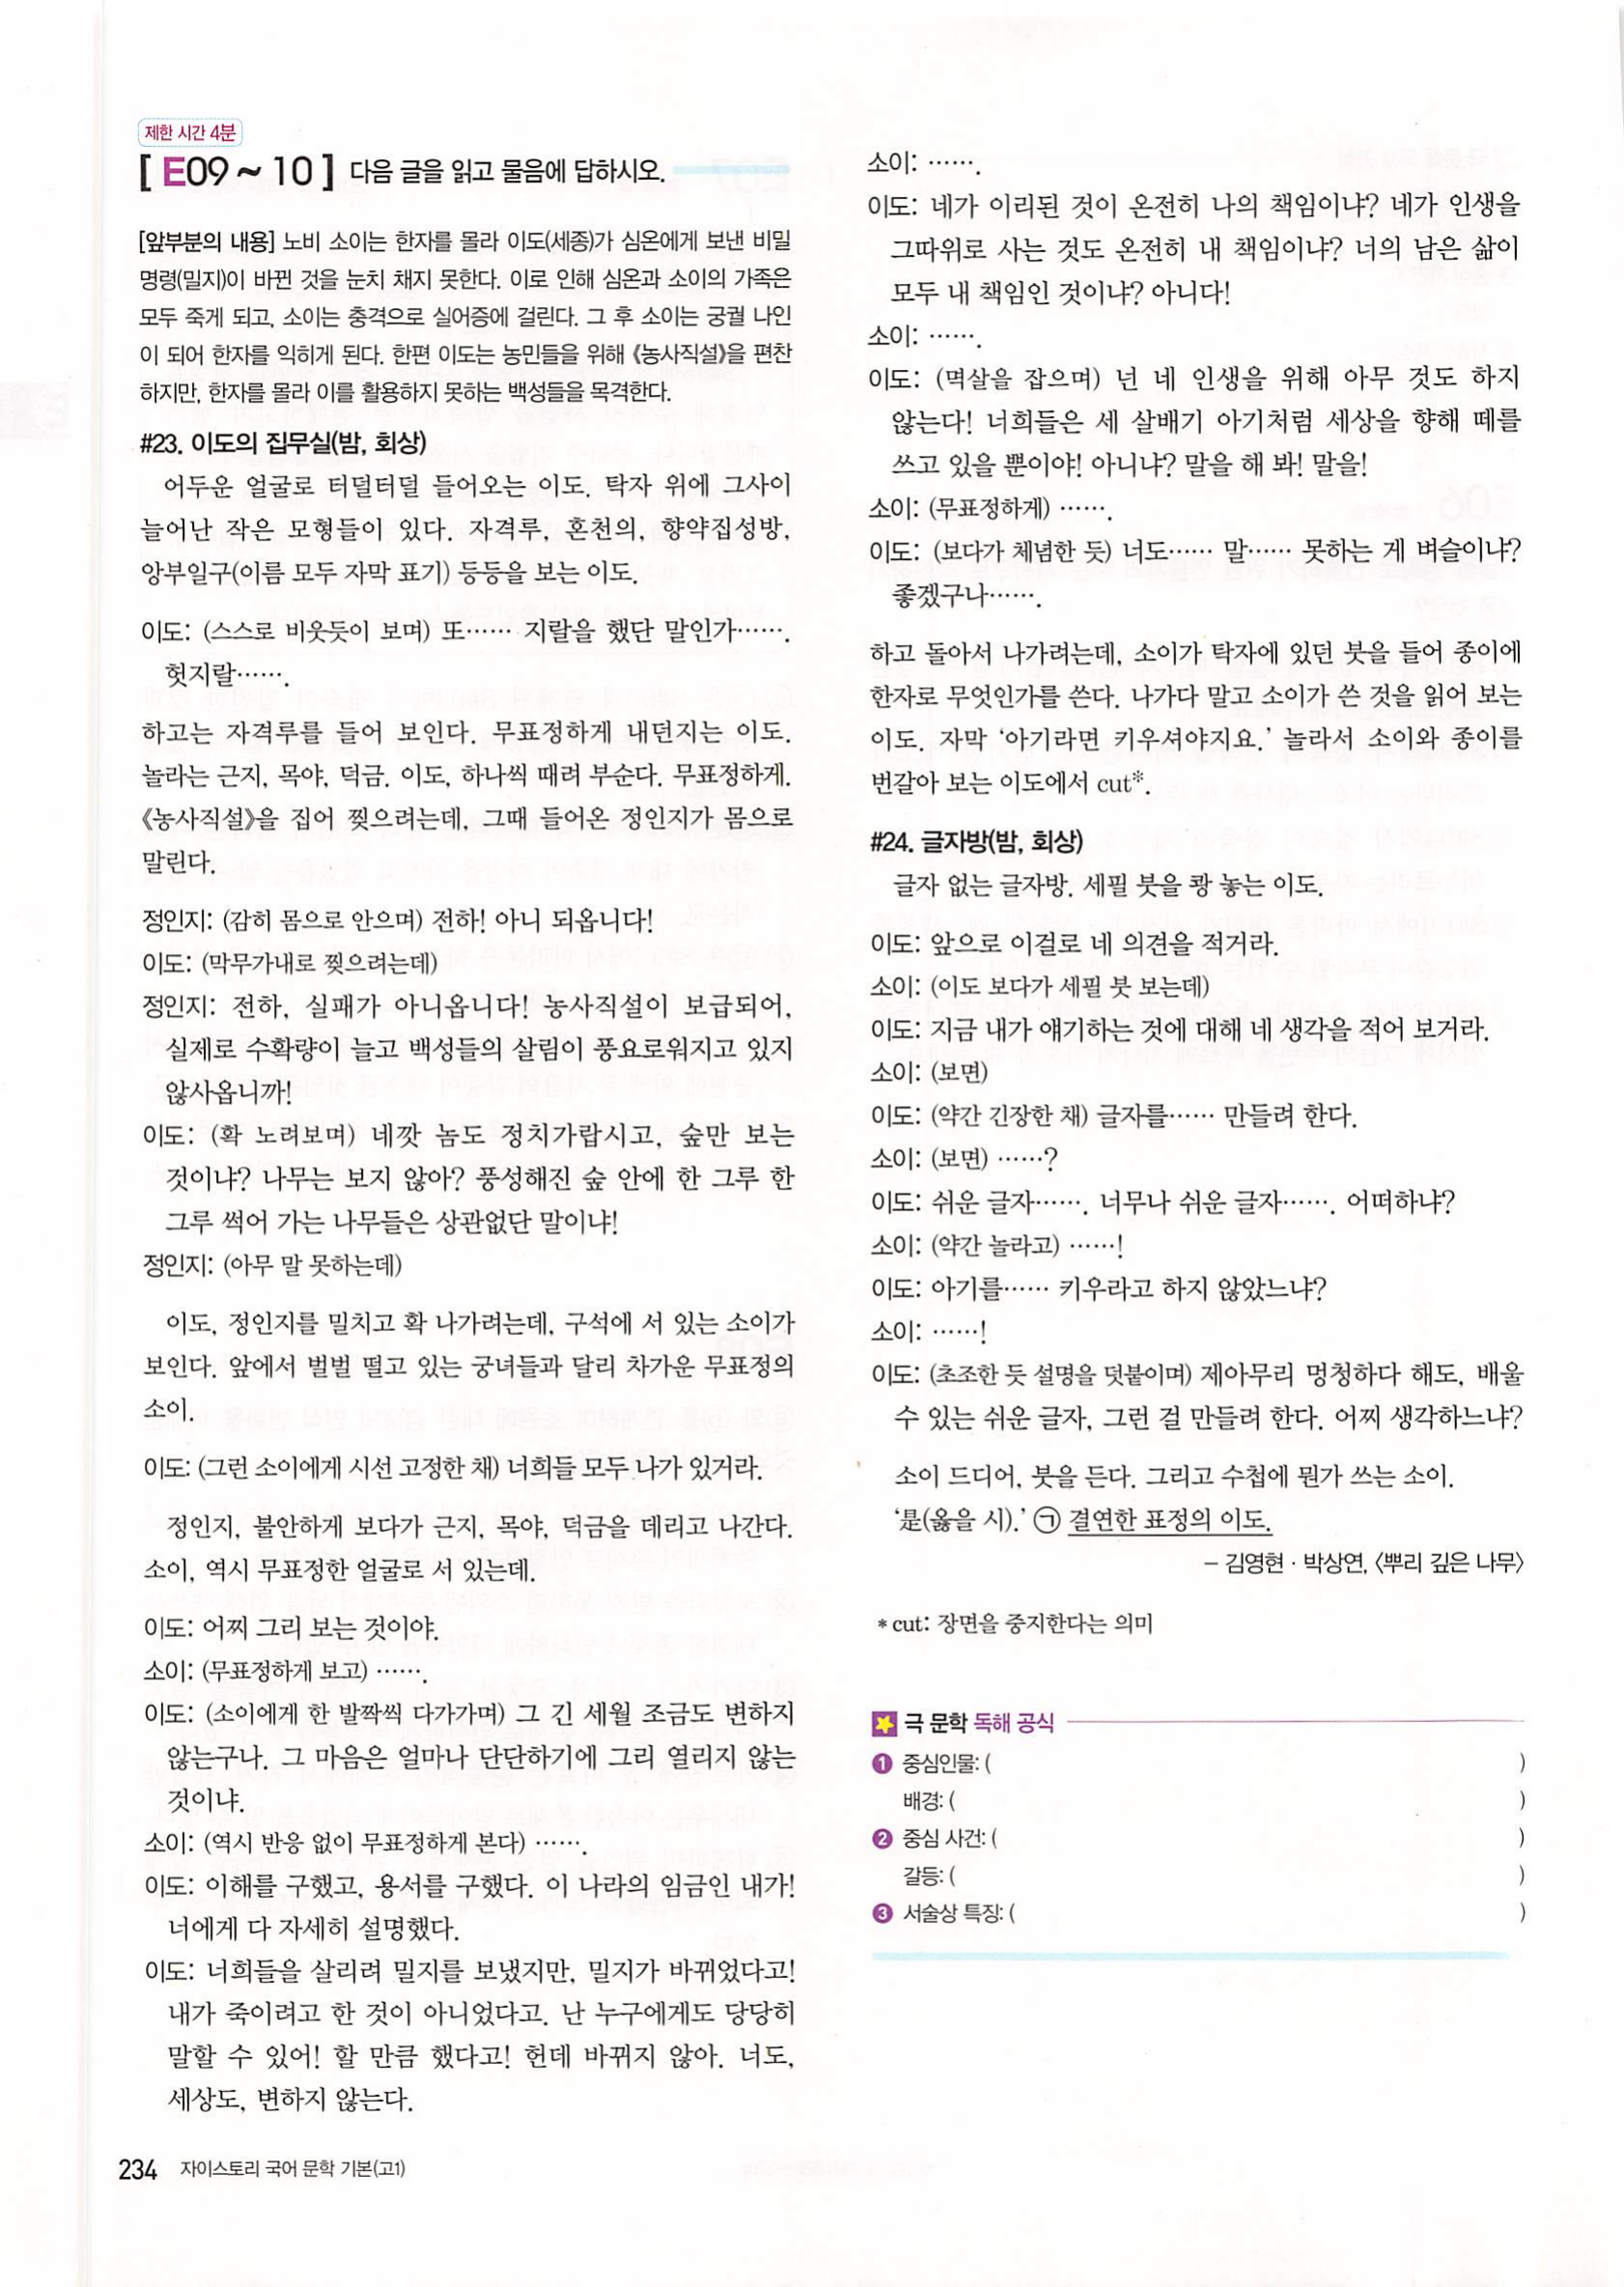 제한 시간 4분
[ E09 ~ 10 ] 다음 글을 읽고 물음에 답하시오.
[앞부분의 내용] 노비 소이는 한자를 몰라 이도(세종)가 심온에게 보낸 비밀
명령(밀지)이 바뀐 것을 눈치 채지 못한다. 이로 인해 심온과 소이의 가족은
모두 죽게 되고, 소이는 충격으로 실어증에 걸린다. 그 후 소이는 궁궐 나인
이 되어 한자를 익히게 된다. 한편 이도는 농민들을 위해 《농사직설》을 편찬
하지만, 한자를 몰라 이를 활용하지 못하는 백성들을 목격한다.
#23. 이도의 집무실(밤, 회상)
어두운 얼굴로 터덜터덜 들어오는 이도. 탁자 위에 그사이
늘어난 작은 모형들이 있다. 자격루, 혼천의, 향약집성방,
앙부일구(이름 모두 자막 표기) 등등을 보는 이도.
이도: (스스로 비웃듯이 보며) 또…… 지랄을 했단 말인가…….
헛지랄…….
하고는 자격루를 들어 보인다. 무표정하게 내던지는 이도.
놀라는 근지, 목야, 덕금. 이도, 하나씩 때려 부순다. 무표정하게.
《농사직설》을 집어 찢으려는데, 그때 들어온 정인지가 몸으로
말린다.
정인지: (감히 몸으로 안으며) 전하! 아니 되옵니다!
이도: (막무가내로 찢으려는데)
정인지: 전하, 실패가 아니옵니다! 농사직설이 보급되어,
실제로 수확량이 늘고 백성들의 살림이 풍요로워지고 있지
않사옵니까!
이도: (확 노려보며) 네깟 놈도 정치가랍시고, 숲만 보는
것이냐? 나무는 보지 않아? 풍성해진 숲 안에 한 그루 한
그루 썩어 가는 나무들은 상관없단 말이냐!
정인지: (아무 말 못하는데)
이도, 정인지를 밀치고 확 나가려는데, 구석에 서 있는 소이가
보인다. 앞에서 벌벌 떨고 있는 궁녀들과 달리 차가운 무표정의
소이.
이도: (그런 소이에게 시선 고정한 채) 너희들 모두 나가 있거라.
정인지, 불안하게 보다가 근지, 목야, 덕금을 데리고 나간다.
소이, 역시 무표정한 얼굴로 서 있는데.
이도: 어찌 그리 보는 것이야.
소이: (무표정하게 보고) …….
이도: (소이에게 한 발짝씩 다가가며) 그 긴 세월 조금도 변하지
않는구나. 그 마음은 얼마나 단단하기에 그리 열리지 않는
것이냐.
소이: (역시 반응 없이 무표정하게 본다) …….
이도: 이해를 구했고, 용서를 구했다. 이 나라의 임금인 내가!
너에게 다 자세히 설명했다.
이도: 너희들을 살리려 밀지를 보냈지만, 밀지가 바뀌었다고!
내가 죽이려고 한 것이 아니었다고. 난 누구에게도 당당히
말할 수 있어! 할 만큼 했다고! 헌데 바뀌지 않아. 너도,
세상도, 변하지 않는다.
234 자이스토리 국어 문학 기본(고1)
소이: …….
이도: 네가 이리된 것이 온전히 나의 책임이냐? 네가 인생을
그따위로 사는 것도 온전히 내 책임이냐? 너의 남은 삶이
모두 내 책임인 것이냐? 아니다!
소이: …….
이도: (멱살을 잡으며) 넌 네 인생을 위해 아무 것도 하지
않는다! 너희들은 세 살배기 아기처럼 세상을 향해 떼를
쓰고 있을 뿐이야! 아니냐? 말을 해 봐! 말을!
소이: (무표정하게) …….
이도: (보다가 체념한 듯) 너도…… 말…… 못하는 게 벼슬이냐?
좋겠구나…….
하고 돌아서 나가려는데, 소이가 탁자에 있던 붓을 들어 종이에
한자로 무엇인가를 쓴다. 나가다 말고 소이가 쓴 것을 읽어 보는
이도. 자막 ‘아기라면 키우셔야지요.’ 놀라서 소이와 종이를
번갈아 보는 이도에서 cut*.
#24. 글자방(밤, 회상)
글자 없는 글자방. 세필 붓을 쾅 놓는 이도.
이도: 앞으로 이걸로 네 의견을 적거라.
소이: (이도 보다가 세필 붓 보는데)
이도: 지금 내가 얘기하는 것에 대해 네 생각을 적어 보거라.
소이: (보면)
이도: (약간 긴장한 채) 글자를…… 만들려 한다.
소이: (보면) ……?
이도: 쉬운 글자……. 너무나 쉬운 글자……. 어떠하냐?
소이: (약간 놀라고) ……!
이도: 아기를…… 키우라고 하지 않았느냐?
소이: ……!
이도: (초조한 듯 설명을 덧붙이며) 제아무리 멍청하다 해도, 배울
수 있는 쉬운 글자, 그런 걸 만들려 한다. 어찌 생각하느냐?
소이 드디어, 붓을 든다. 그리고 수첩에 뭔가 쓰는 소이.
‘是(옳을 시).’ ㉠ 결연한 표정의 이도.
– 김영현 · 박상연, 〈뿌리 깊은 나무〉
* cut: 장면을 중지한다는 의미
극 문학 독해 공식
❶ 중심인물: ( )
배경: ( )
❷ 중심 사건: ( )
갈등: ( )
❸ 서술상 특징: ( )